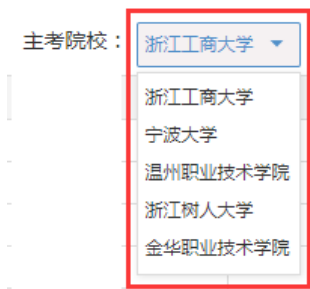 主考院校：浙江工商大学
浙江工商大学
宁波大学
温州职业技术学院
浙江树人大学
金华职业技术学院